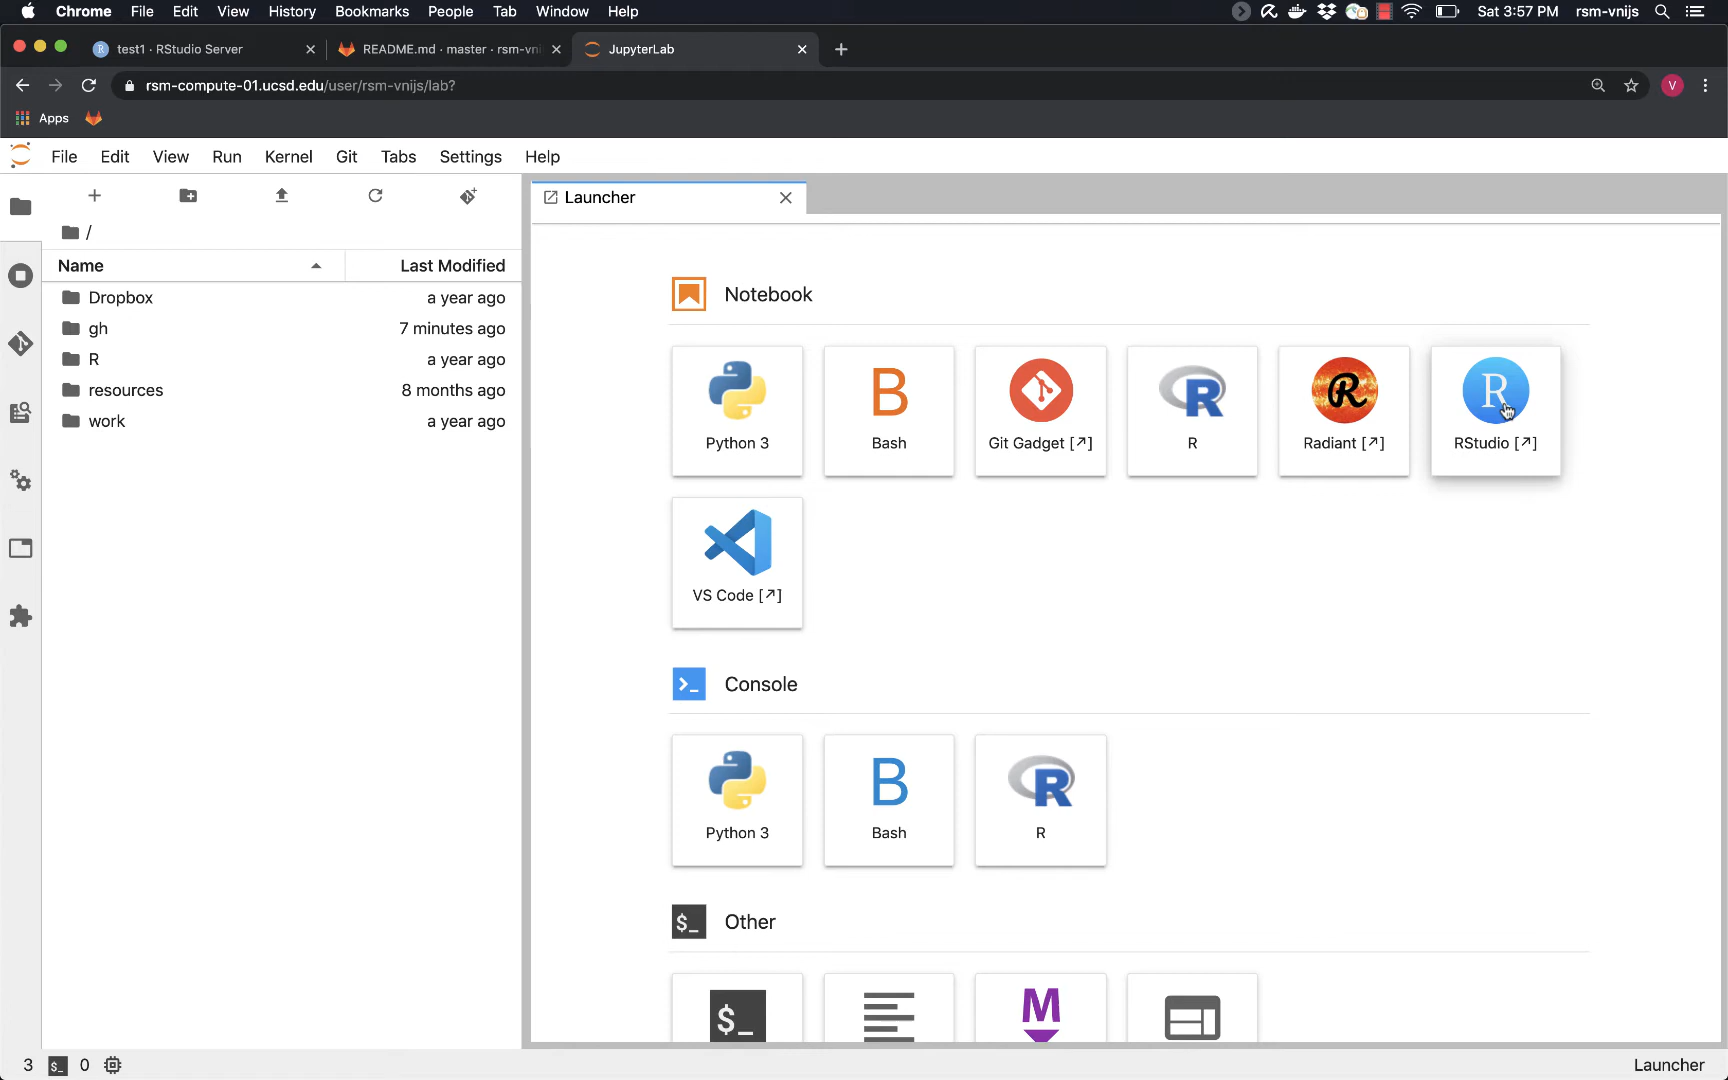 Chrome File Edit View History Bookmarks People Tab Window Help Sat 3:57 PM rsm-vnijs
test1 · RStudio Server README.md · master · rsm-vni JupyterLab
rsm-compute-01.ucsd.edu/user/rsm-vnijs/lab? V
Apps
File Edit View Run Kernel Git Tabs Settings Help
Launcher
/
Name Last Modified
Dropbox a year ago
gh 7 minutes ago
R a year ago
resources 8 months ago
work a year ago
Notebook
Python 3 Bash Git Gadget [↗] R Radiant [↗] RStudio [↗]
VS Code [↗]
Console
Python 3 Bash R
$_ Other
$_ M
3 $_ 0 Launcher